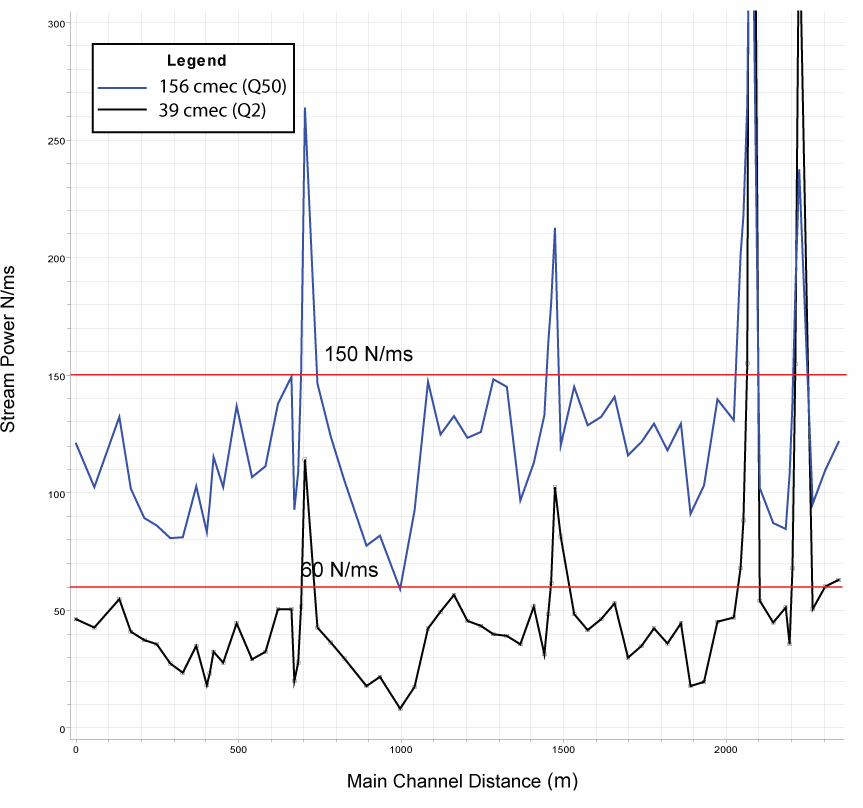 Legend
156 cmec (Q50)
39 cmec (Q2)
300
250
200
150
100
50
0
150 N/ms
60 N/ms
Stream Power N/ms
0 500 1000 1500 2000
Main Channel Distance (m)